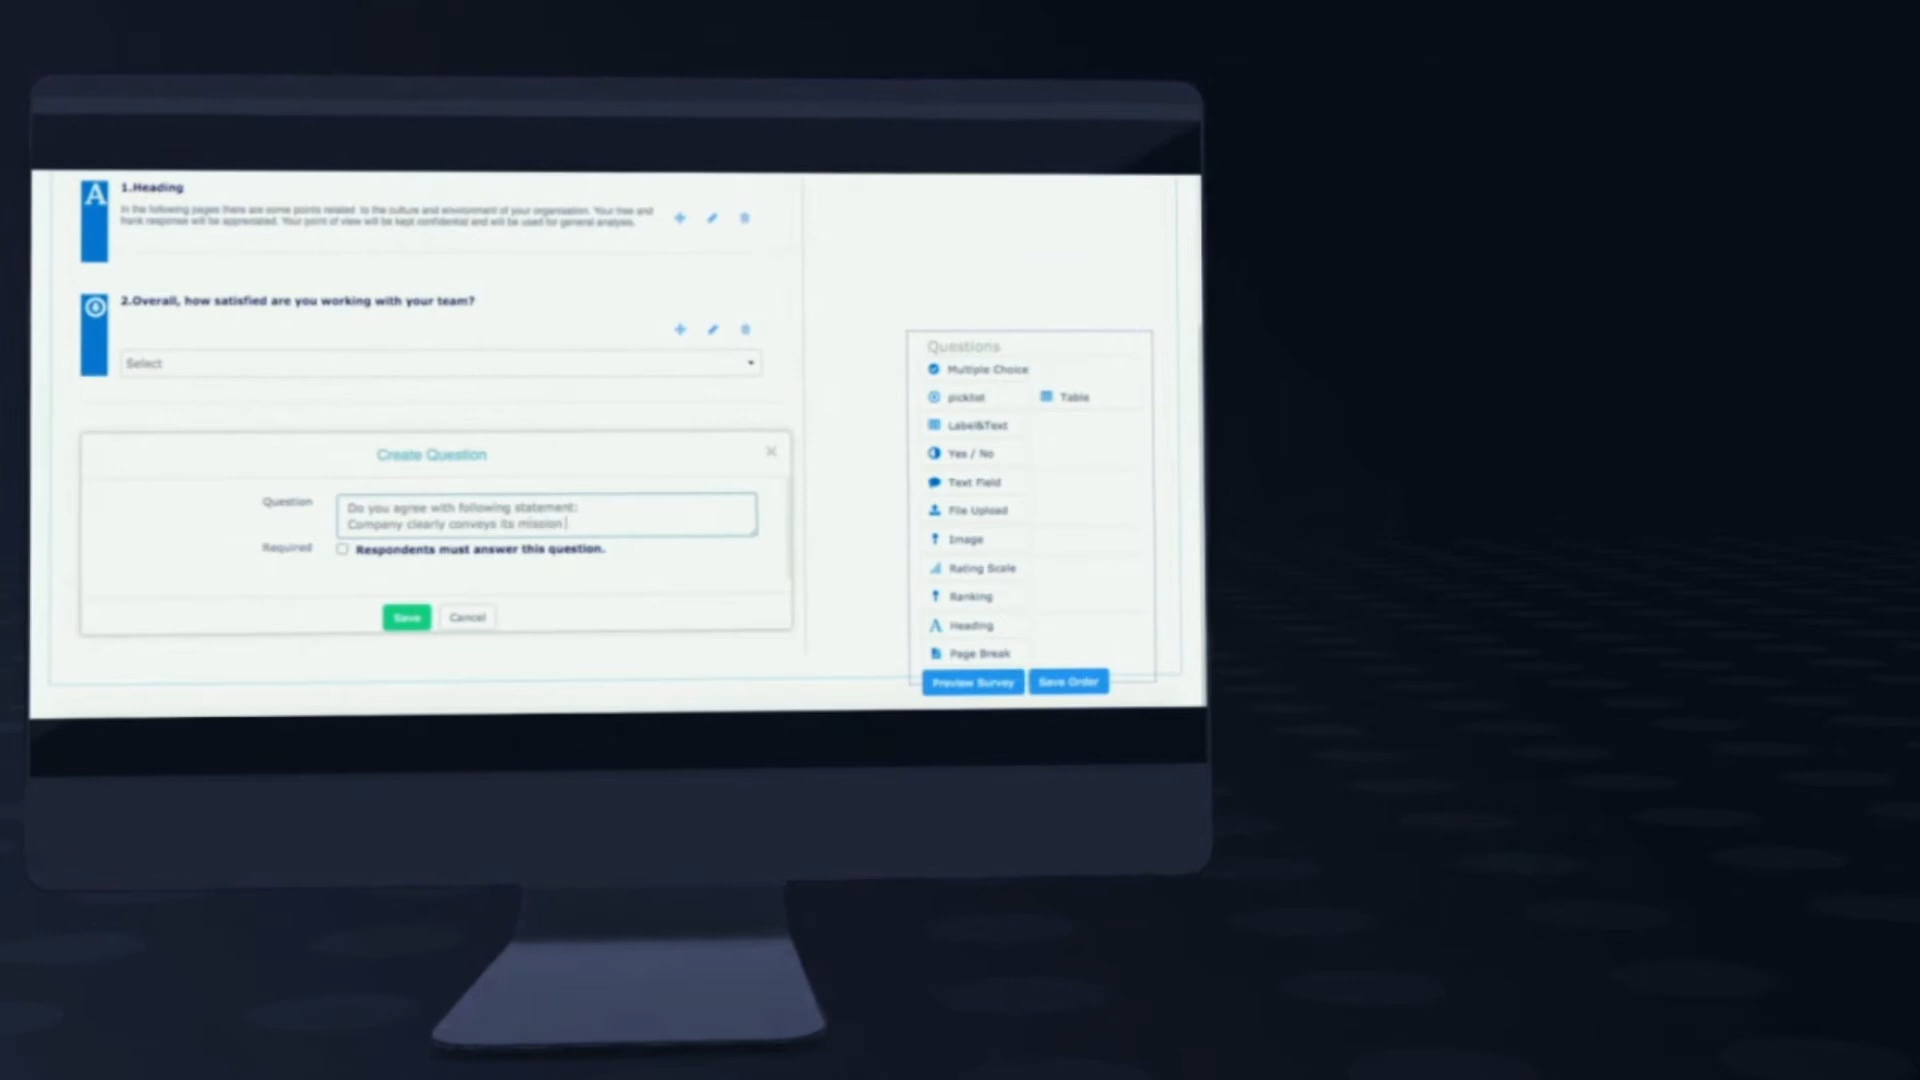 A
1.Heading
In the following pages there are some points related to the culture and environment of your organisation. Your free and
frank response will be appreciated. Your point of view will be kept confidential and will be used for general analysis.
2.Overall, how satisfied are you working with your team?
Select
Create Question
Question
Do you agree with following statement:
Company clearly conveys its mission
Required
Respondents must answer this question.
Save
Cancel
Questions
Multiple Choice
picklist
Table
Label&Text
Yes / No
Text Field
File Upload
Image
Rating Scale
Ranking
A Heading
Page Break
Preview Survey
Save Order